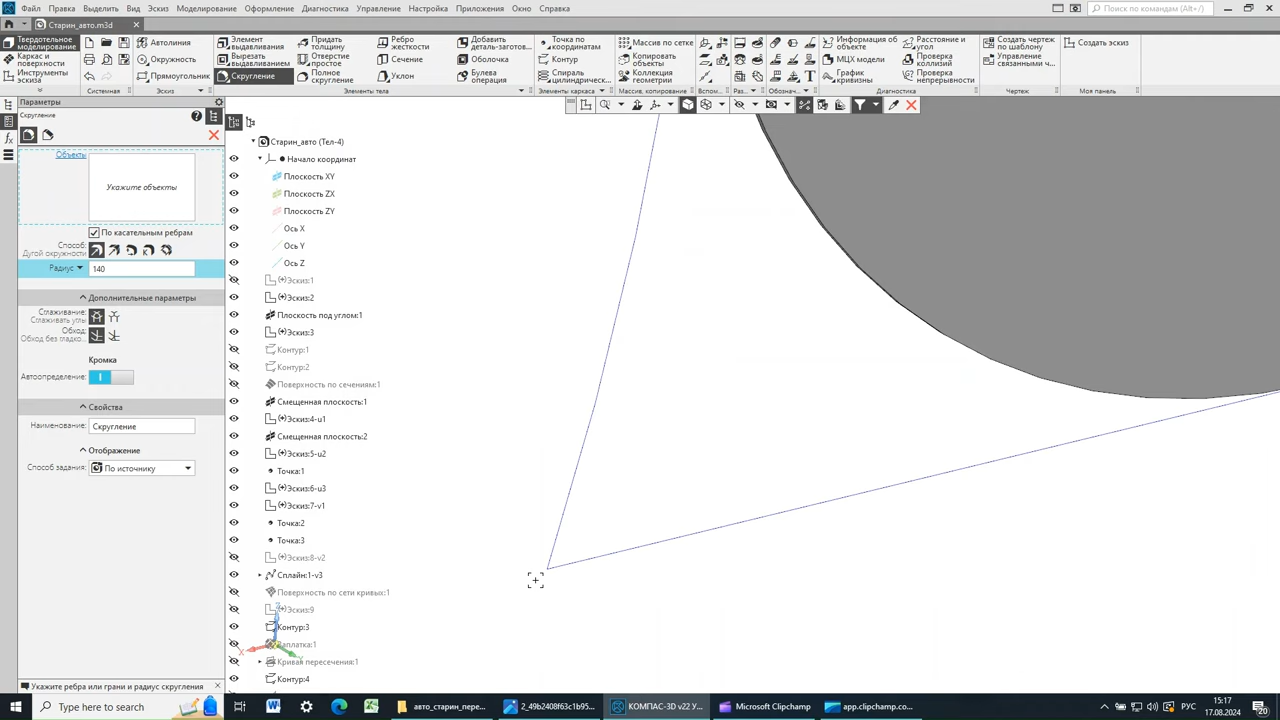 Файл Правка Выделить Вид Эскиз Моделирование Оформление Диагностика Управление Настройка Приложения Окно Справка
Поиск по командам (Alt+/)
Старин_авто.m3d
Твердотельное моделирование
Каркас и поверхности
Инструменты эскиза
Системная
Автолиния
Окружность
Прямоугольник
Эскиз
Элемент выдавливания
Вырезать выдавливанием
Скругление
Придать толщину
Отверстие простое
Полное скругление
Ребро жесткости
Сечение
Уклон
Добавить деталь-заготов...
Оболочка
Булева операция
Элементы тела
Точка по координатам
Контур
Спираль цилиндрическ...
Элементы каркаса
Массив по сетке
Копировать объекты
Коллекция геометрии
Массив, копирование
Вспом...
Раз...
Обознач...
Информация об объекте
МЦХ модели
График кривизны
Расстояние и угол
Проверка коллизий
Проверка непрерывности
Диагностика
Создать чертеж по шаблону
Управление связанными ч...
Чертеж
Создать эскиз
Моя панель
Параметры
Скругление
Объекты
Укажите объекты
По касательным ребрам
Способ:
Дугой окружности
Радиус 140
Дополнительные параметры
Сглаживание:
Сглаживать углы
Обход:
Обход без гладко...
Кромка
Автоопределение:
Свойства
Наименование: Скругление
Отображение
Способ задания: По источнику
Укажите ребра или грани и радиус скругления
Старин_авто (Тел-4)
Начало координат
Плоскость XY
Плоскость ZX
Плоскость ZY
Ось X
Ось Y
Ось Z
(+)Эскиз:1
(+)Эскиз:2
Плоскость под углом:1
(+)Эскиз:3
Контур:1
Контур:2
Поверхность по сечениям:1
Смещенная плоскость:1
(+)Эскиз:4-u1
Смещенная плоскость:2
(+)Эскиз:5-u2
Точка:1
(+)Эскиз:6-u3
(+)Эскиз:7-v1
Точка:2
Точка:3
(+)Эскиз:8-v2
Сплайн:1-v3
Поверхность по сети кривых:1
(+)Эскиз:9
Контур:3
Заплатка:1
Кривая пересечения:1
Контур:4
Type here to search
авто_старин_пере...
2_49b2408f63c1b95...
КОМПАС-3D v22 У...
Microsoft Clipchamp
app.clipchamp.co...
РУС
15:17
17.08.2024